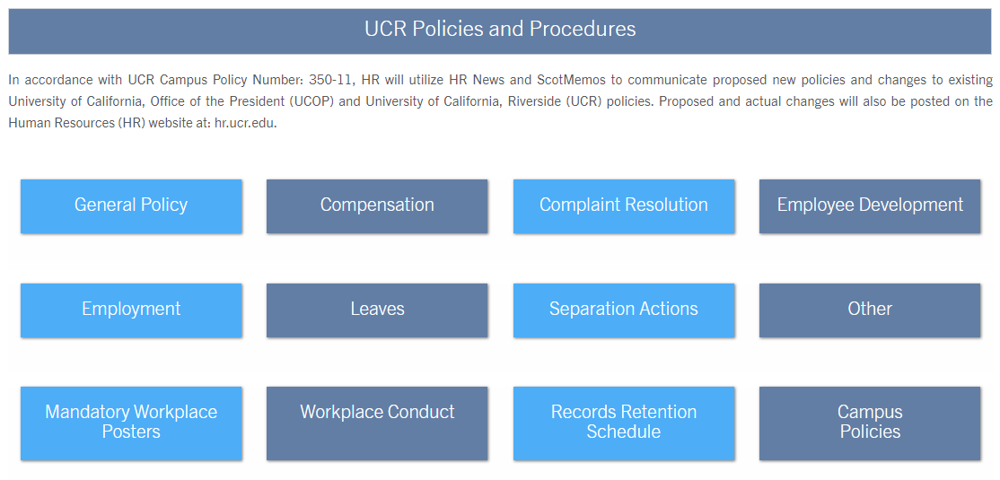 UCR Policies and Procedures
In accordance with UCR Campus Policy Number: 350-11, HR will utilize HR News and ScotMemos to communicate proposed new policies and changes to existing
University of California, Office of the President (UCOP) and University of California, Riverside (UCR) policies. Proposed and actual changes will also be posted on the
Human Resources (HR) website at: hr.ucr.edu.
General Policy
Compensation
Complaint Resolution
Employee Development
Employment
Leaves
Separation Actions
Other
Mandatory Workplace
Posters
Workplace Conduct
Records Retention
Schedule
Campus
Policies